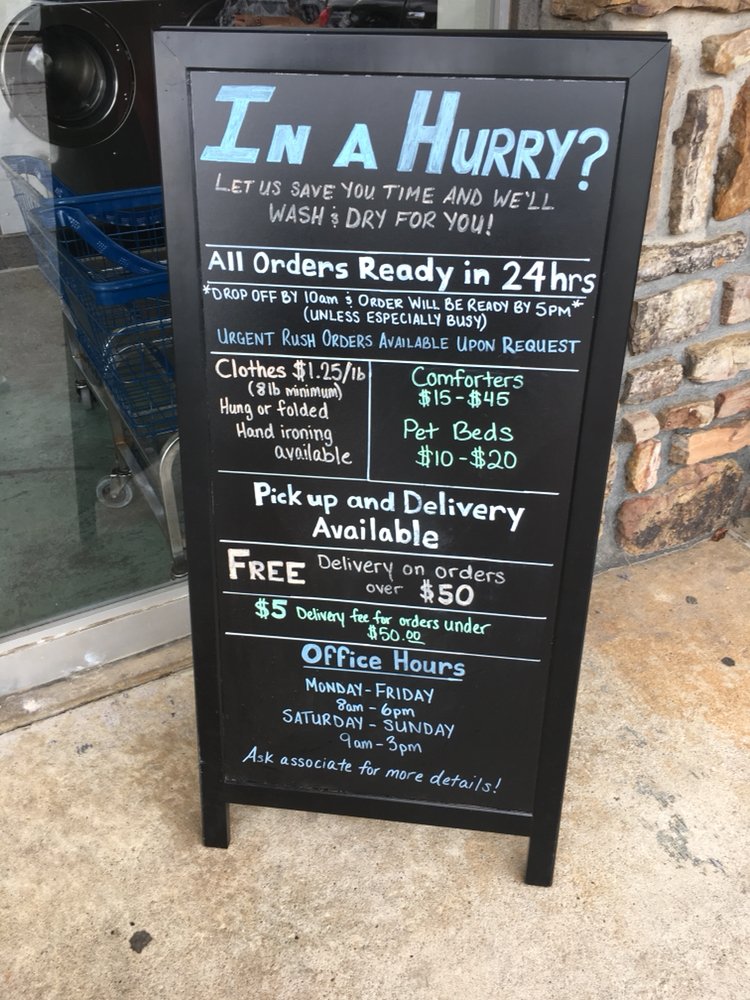 IN A HURRY?
LET US SAVE YOU TIME AND WE'LL
WASH & DRY FOR YOU!
All Orders Ready in 24hrs
*DROP OFF BY 10am & ORDER WILL BE READY BY 5PM*
(UNLESS ESPECIALLY BUSY)
URGENT RUSH ORDERS AVAILABLE UPON REQUEST
Clothes $1.25/lb
(8lb minimum)
Hung or folded
Hand ironing
available
Comforters
$15-$45
Pet Beds
$10-$20
Pick up and Delivery
Available
FREE Delivery on orders
over $50
$5 Delivery fee for orders under
$50.00
Office Hours
MONDAY-FRIDAY
8am-6pm
SATURDAY-SUNDAY
9am-3pm
Ask associate for more details!